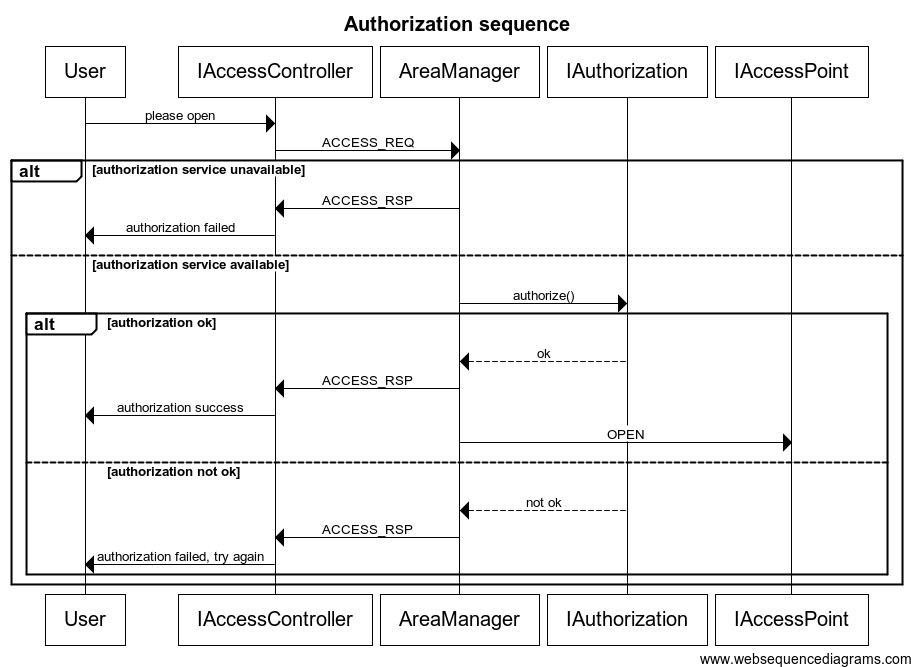 Authorization sequence
User IAccessController AreaManager IAuthorization IAccessPoint
please open
ACCESS_REQ
alt [authorization service unavailable]
ACCESS_RSP
authorization failed
[authorization service available]
authorize()
alt [authorization ok]
ok
ACCESS_RSP
authorization success
OPEN
[authorization not ok]
not ok
ACCESS_RSP
authorization failed, try again
User IAccessController AreaManager IAuthorization IAccessPoint
www.websequencediagrams.com